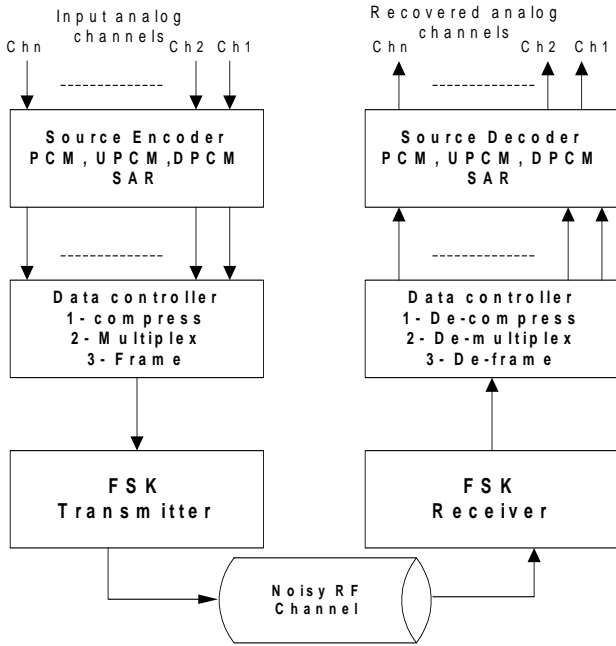 Input analog
channels
Chn Ch2 Ch1
Source Encoder
PCM, UPCM ,DPCM
SAR
Data controller
1- compress
2- Multiplex
3- Frame
FSK
Transmitter
Recovered analog
channels
Chn Ch2 Ch1
Source Decoder
PCM, UPCM, DPCM
SAR
Data controller
1- De-compress
2- De-multiplex
3- De-frame
FSK
Receiver
Noisy RF
Channel